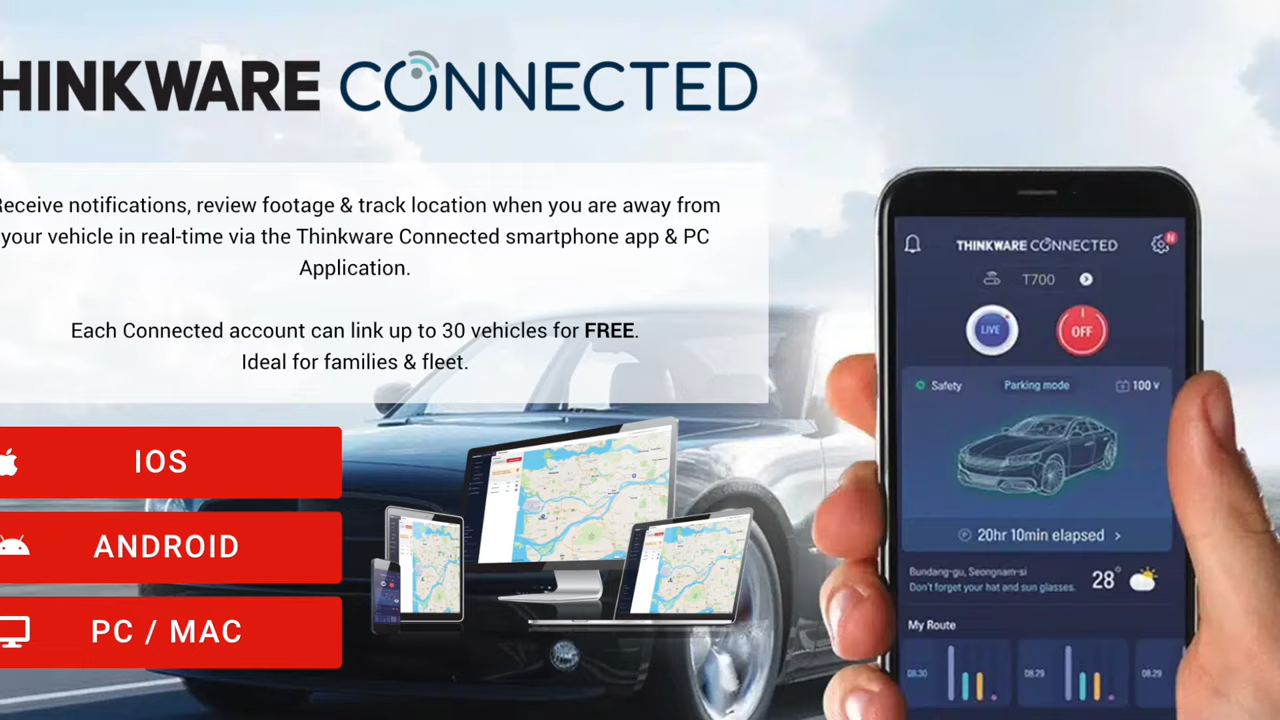 HINKWARE CONNECTED
eceive notifications, review footage & track location when you are away from
your vehicle in real-time via the Thinkware Connected smartphone app & PC
Application.
Each Connected account can link up to 30 vehicles for FREE.
Ideal for families & fleet.
IOS
ANDROID
PC / MAC
THINKWARE CONNECTED
N
T700
LIVE
OFF
Safety
Parking mode
100 v
20hr 10min elapsed
Bundang-gu, Seongnam-si
Don't forget your hat and sun glasses.
28°
My Route
08.30
08.29
08.29